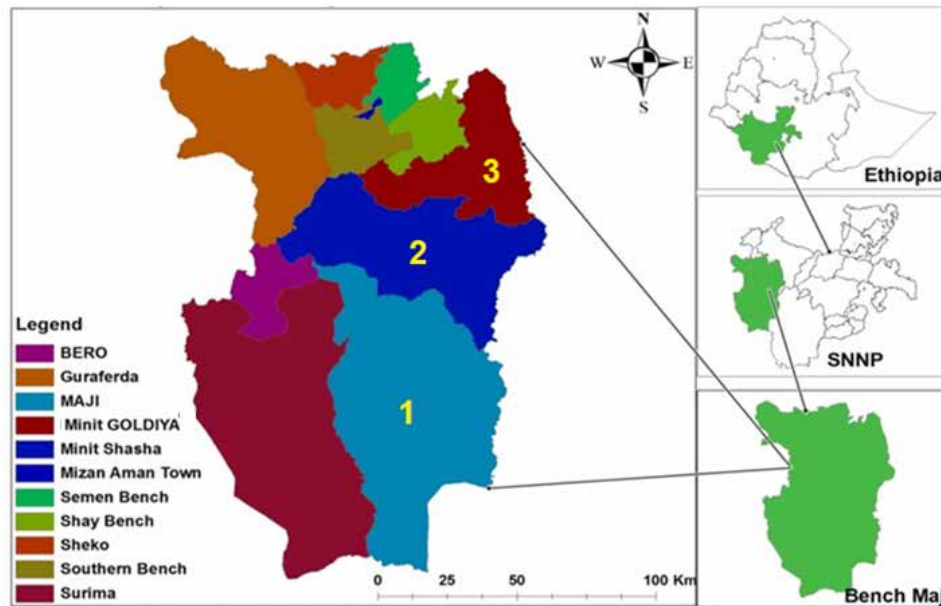 N
W E
S
3
2
1
Legend
BERO
Guraferda
MAJI
Minit GOLDIYA
Minit Shasha
Mizan Aman Town
Semen Bench
Shay Bench
Sheko
Southern Bench
Surima
0 25 50 100 Km
Ethiopia
SNNP
Bench Maj